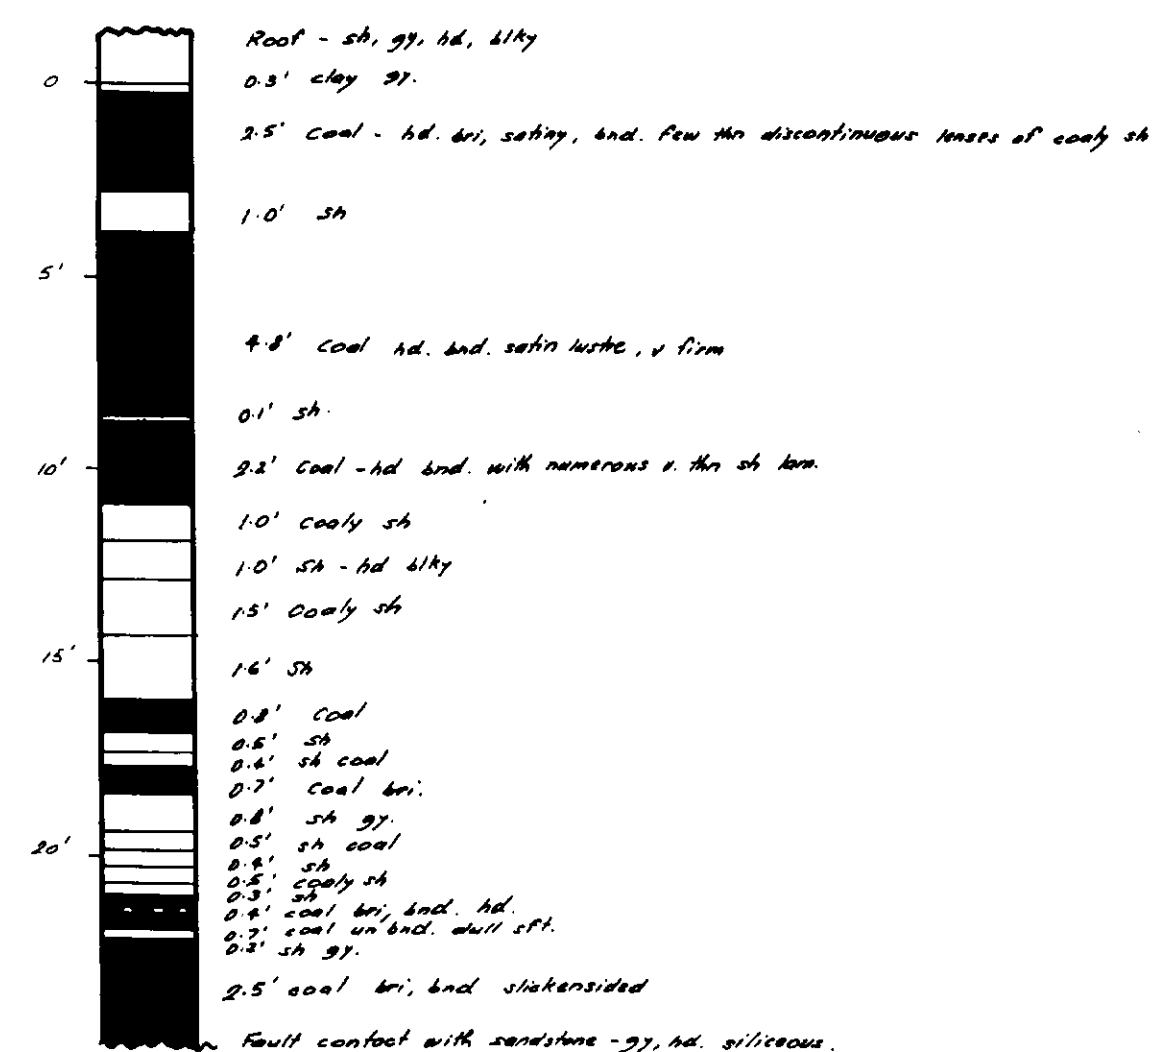 Roof - sh, gy, hd, blky
0
0.3' clay gy.
2.5' Coal - hd. bri, satiny, bnd. few thn discontinuous lenses of coaly sh
1.0' sh
5'
4.8' Coal hd. bnd. satin lustre, v firm
0.1' sh.
10'
2.2' Coal - hd bnd. with numerous v. thn sh lam.
1.0' Coaly sh
1.0' Sh - hd blky
1.5' Coaly sh
15'
1.6' Sh
0.8' Coal
0.5' sh
0.4' sh coal
0.7' Coal bri.
0.8' sh gy.
20'
0.5' sh coal
0.4' sh
0.5' coaly sh
0.3' sh
0.4' coal bri, bnd. hd.
0.7' coal un bnd. dull sft.
0.2' sh gy.
2.5' coal bri, bnd slickensided
Fault contact with sandstone - gy, hd. siliceous.